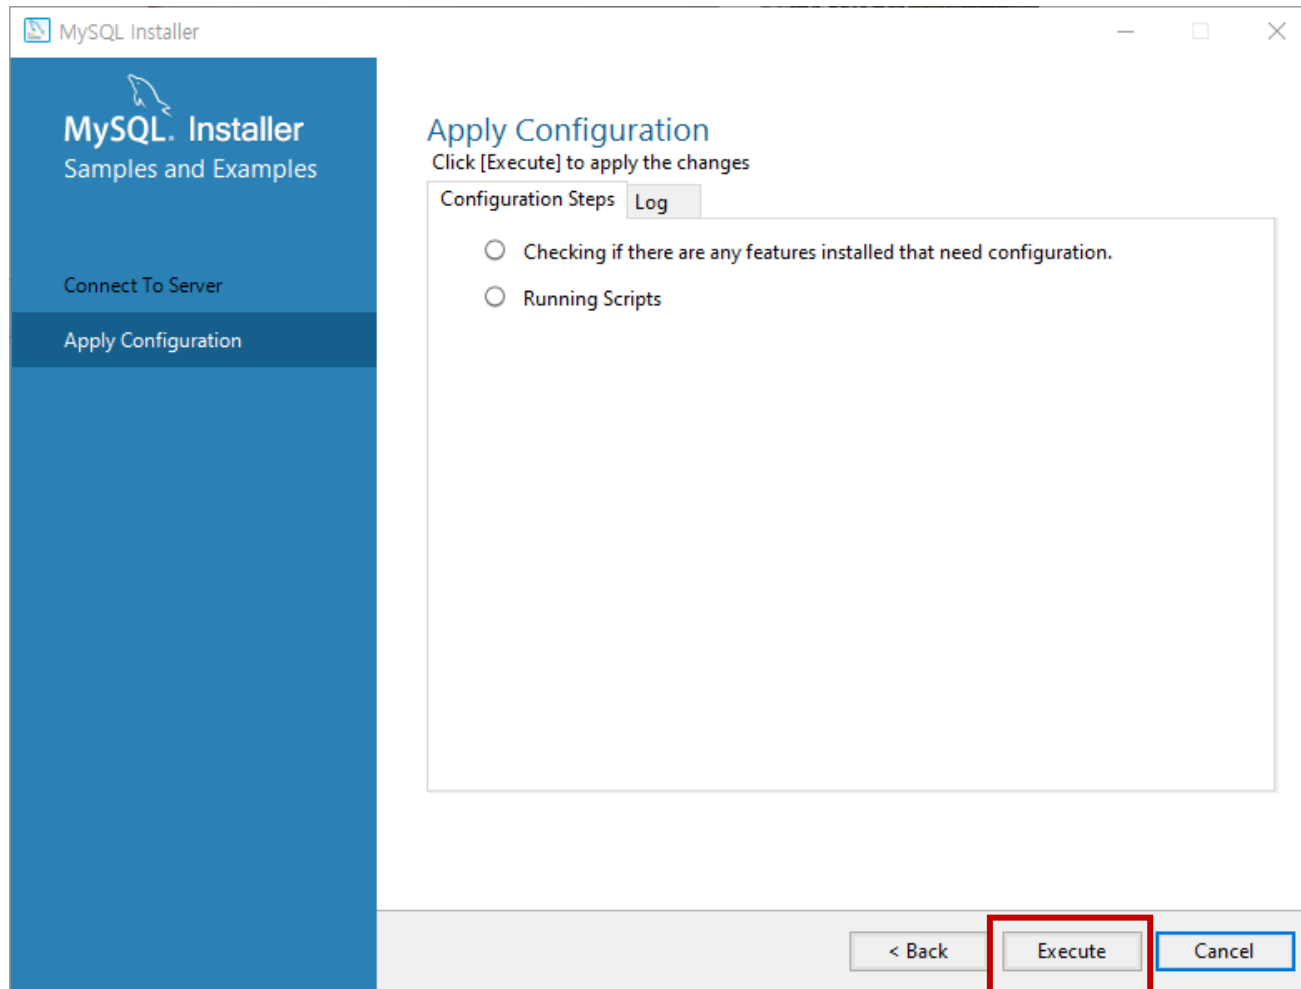 MySQL Installer
MySQL. Installer
Samples and Examples
Connect To Server
Apply Configuration
Apply Configuration
Click [Execute] to apply the changes
Configuration Steps Log
Checking if there are any features installed that need configuration.
Running Scripts
< Back Execute Cancel